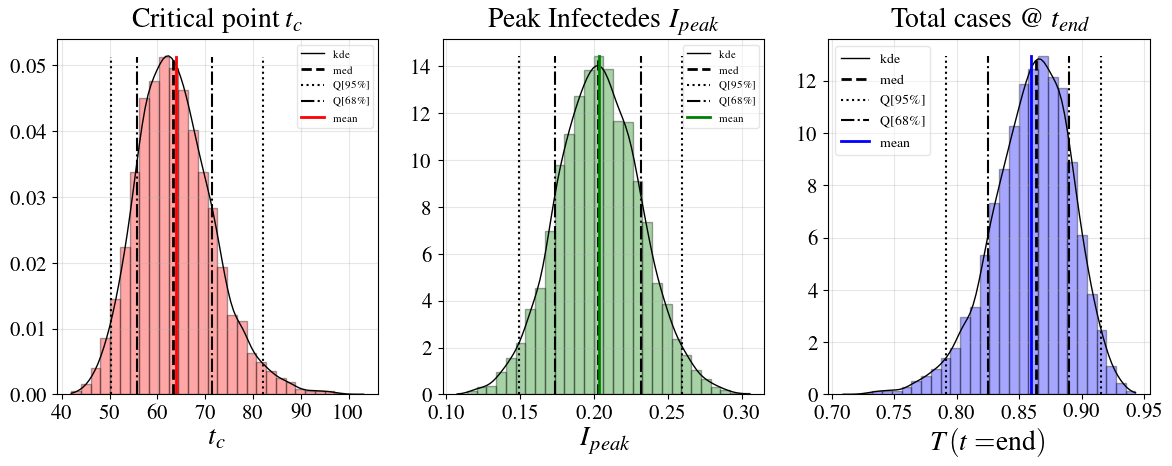 Critical point t_c
0.05
0.04
0.03
0.02
0.01
0.00
40 50 60 70 80 90 100
t_c
kde
med
Q[95%]
Q[68%]
mean
Peak Infectedes I_peak
14
12
10
8
6
4
2
0
0.10 0.15 0.20 0.25 0.30
I_peak
kde
med
Q[95%]
Q[68%]
mean
Total cases @ t_end
12
10
8
6
4
2
0
0.70 0.75 0.80 0.85 0.90 0.95
T(t =end)
kde
med
Q[95%]
Q[68%]
mean